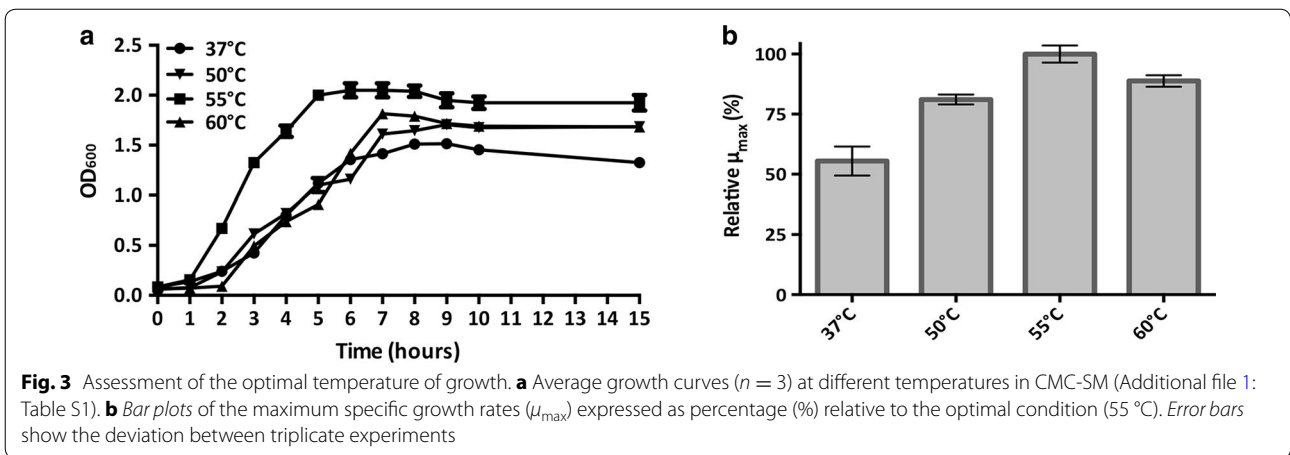 a
2.5
2.0
1.5
1.0
0.5
0.0
OD600
37°C
50°C
55°C
60°C
0 1 2 3 4 5 6 7 8 9 10 11 12 13 14 15
Time (hours)
b
100
75
50
25
0
Relative μmax (%)
37°C 50°C 55°C 60°C
Fig. 3 Assessment of the optimal temperature of growth. a Average growth curves (n = 3) at different temperatures in CMC-SM (Additional file 1:
Table S1). b Bar plots of the maximum specific growth rates (μmax) expressed as percentage (%) relative to the optimal condition (55 °C). Error bars
show the deviation between triplicate experiments